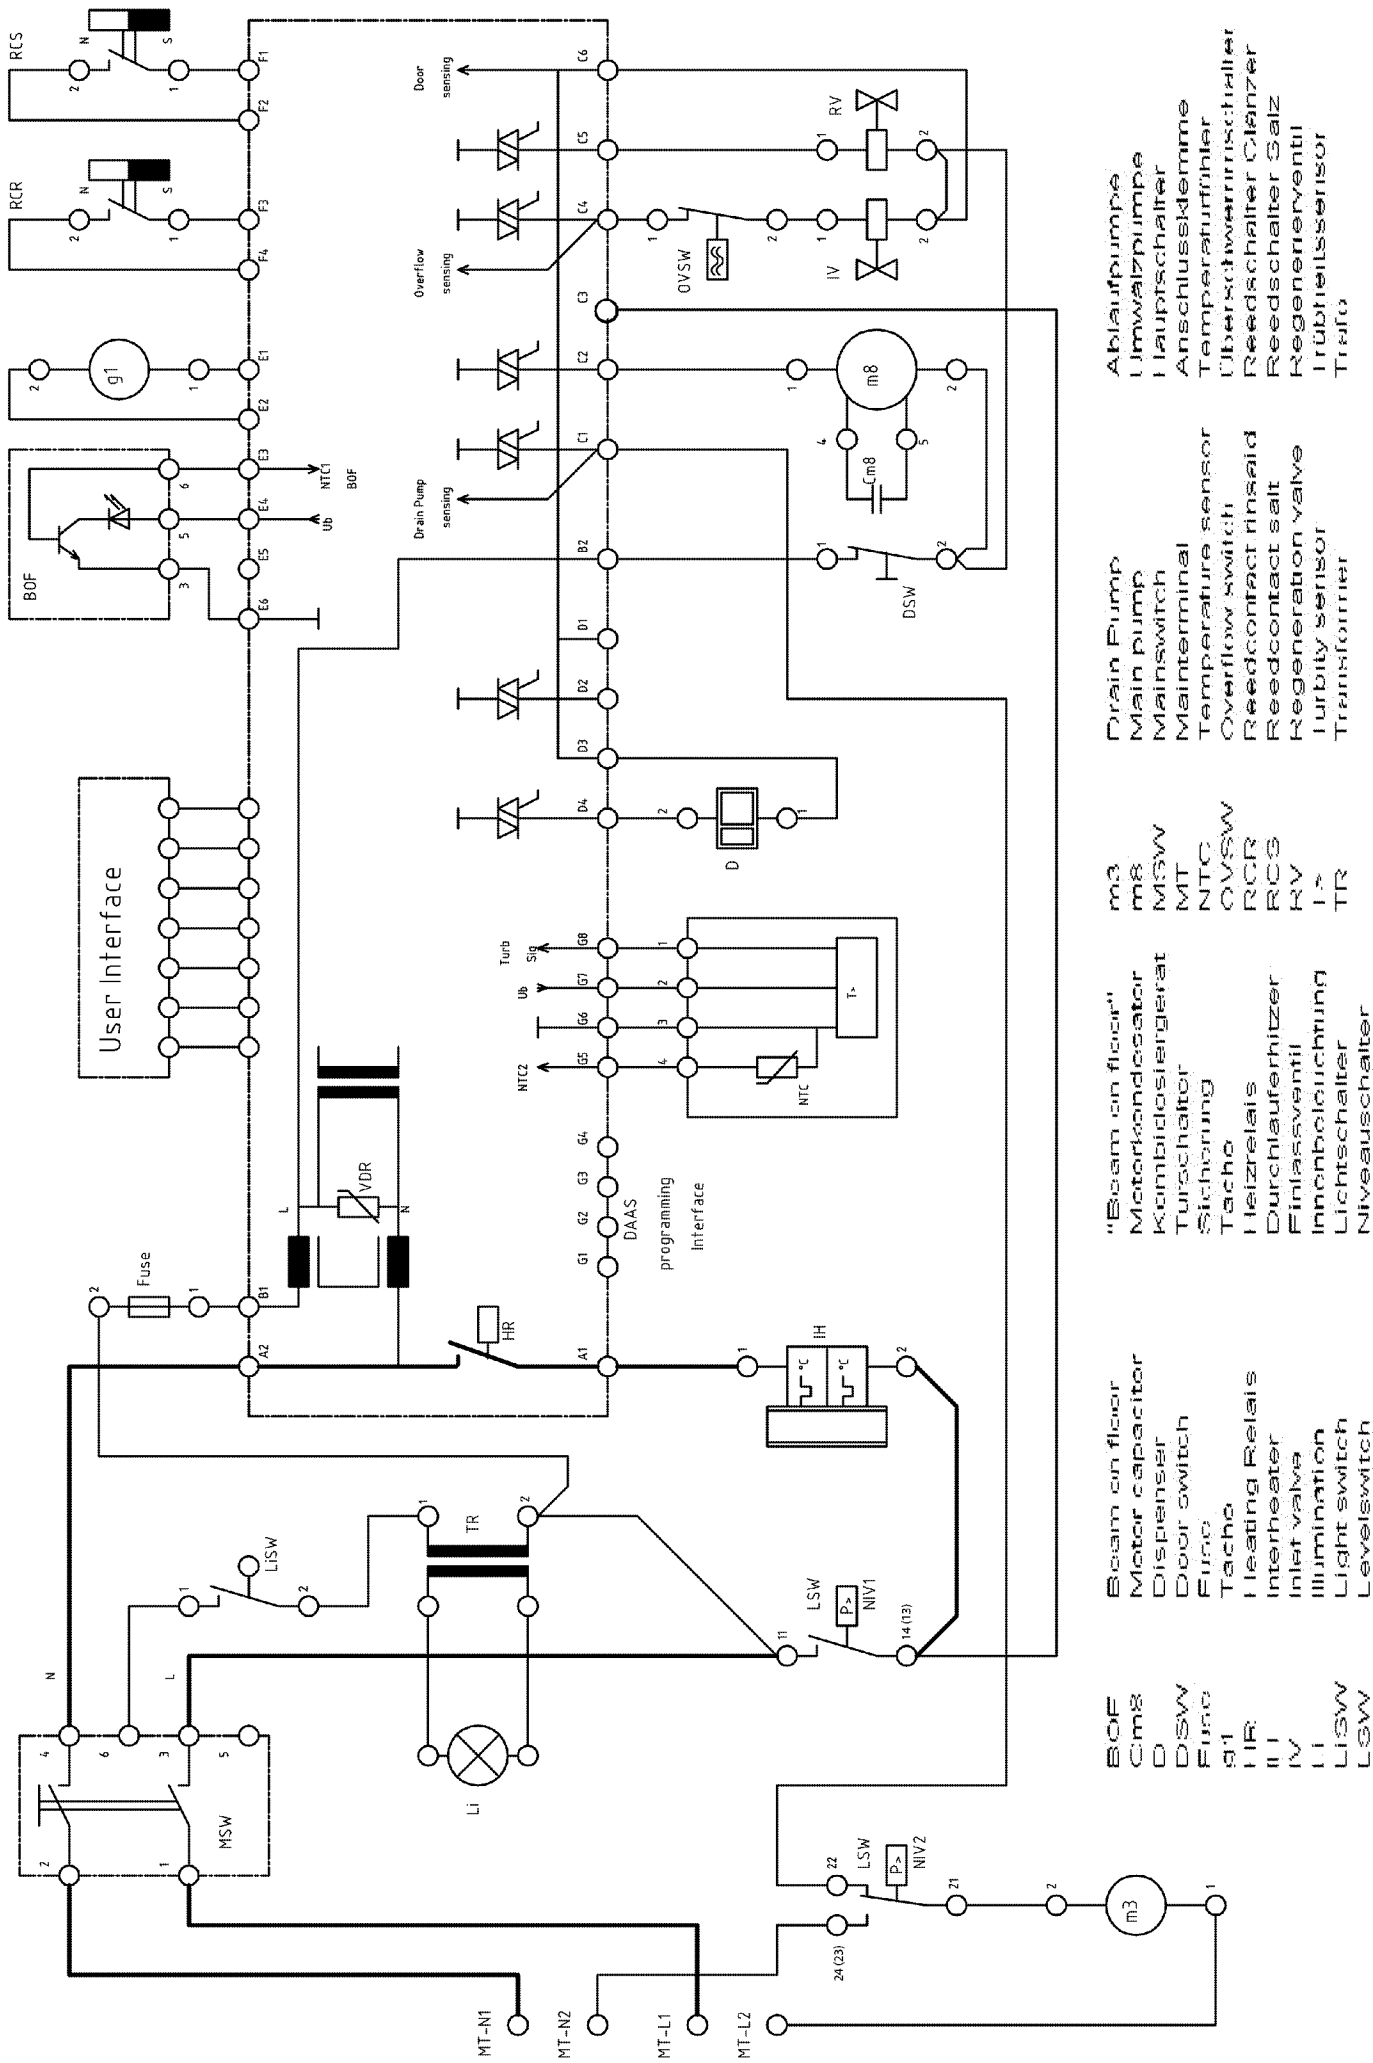 MT-N1
MT-N2
MT-L1
MT-L2
MSW
2
1
4
6
3
5
N
L
24 (23)
22
LSW
P>
NIV2
21
2
m3
1
Li
1
LiSW
2
1
TR
2
11
LSW
P>
NIV1
14 (13)
2
Fuse
1
A2
B1
L
VDR
N
HR
A1
1
°C
°C
IH
2
G1
G2
G3
G4
DAAS
programming
Interface
User Interface
NTC2
Ub
Turb
Sig
G5
G6
G7
G8
4
3
2
1
NTC
T>
D4
D3
D2
D1
2
D
1
BOF
3
5
6
E6
E5
E4
E3
Ub
NTC1
BOF
2
g1
1
E2
E1
RCR
2
N
1
S
F4
F3
RCS
2
N
1
S
F2
F1
Drain Pump
sensing
Overflow
sensing
Door
sensing
B2
C1
C2
C3
C4
C5
C6
1
DSW
2
1
m8
4
Cm8
5
2
1
OVSW
2
1
IV
2
1
RV
2
BOF Beam on floor "Beam on floor" m3 Drain Pump Ablaufpumpe
Cm8 Motor capacitor Motorkondosator m8 Main pump Umwälzpumpe
D Dispenser Kombidosiergerät MSW Mainswitch Hauptschalter
DSW Door switch Türschalter MT Mainterminal Anschlussklemme
Fuse Fuse Sicherung NTC Temperature sensor Temperaturfühler
g1 Tacho Tacho OVSW Overflow switch Überschwemmschalter
HR Heating Relais Heizrelais RCR Reedcontact rinsaid Reedschalter Glänzer
IH Interheater Durchlauferhitzer RCS Reedcontact salt Reedschalter Salz
IV Inlet valve Einlassventil RV Regeneration valve Regenerierventil
Li Illumination Innenbeleuchtung T> Turbity sensor Trübheitssensor
LiSW Light switch Lichtschalter TR Transformer Trafo
LSW Levelswitch Niveauschalter